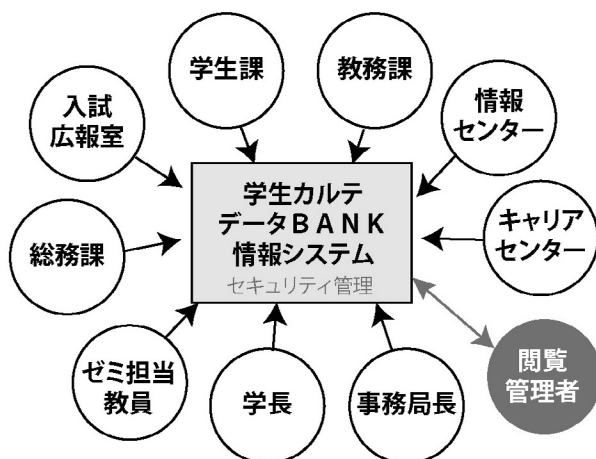 学生課
教務課
入試
広報室
情報
センター
学生カルテ
データＢＡＮＫ
情報システム
セキュリティ管理
総務課
キャリア
センター
ゼミ担当
教員
学長
事務局長
閲覧
管理者